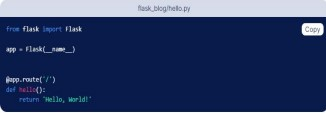 flask_blog/hello.py
Copy
from flask import Flask
app = Flask(__name__)
@app.route('/')
def hello():
    return 'Hello, World!'